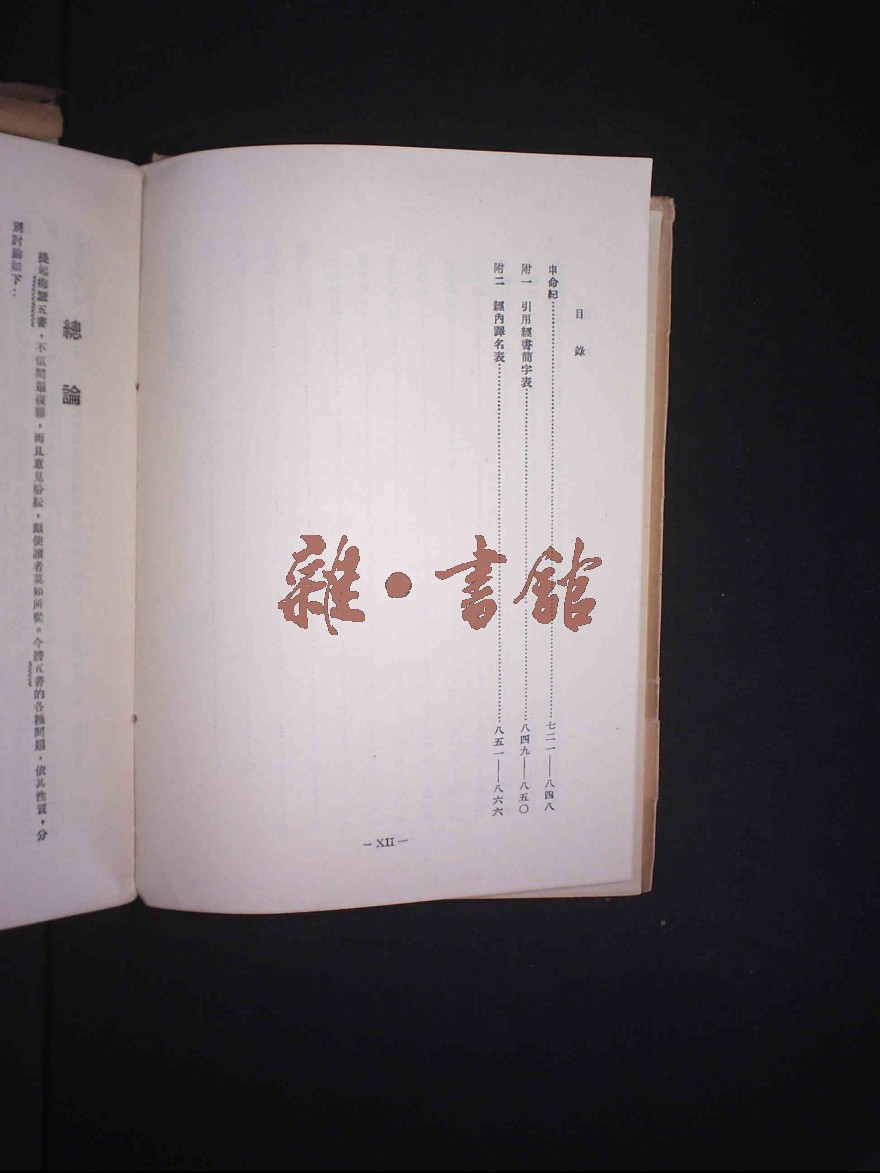 目錄
申命紀……七二一——八四八
附一 引用經書簡字表……八四九——八五〇
附二 經內譯名表……八五一——八六六
— XII —
總論
梅瑟五書,不但問題複雜,而且意見紛紜,頗使讀者莫知所從。今將五書的各種問題,依其性質,分
別討論如下:
雜・書館